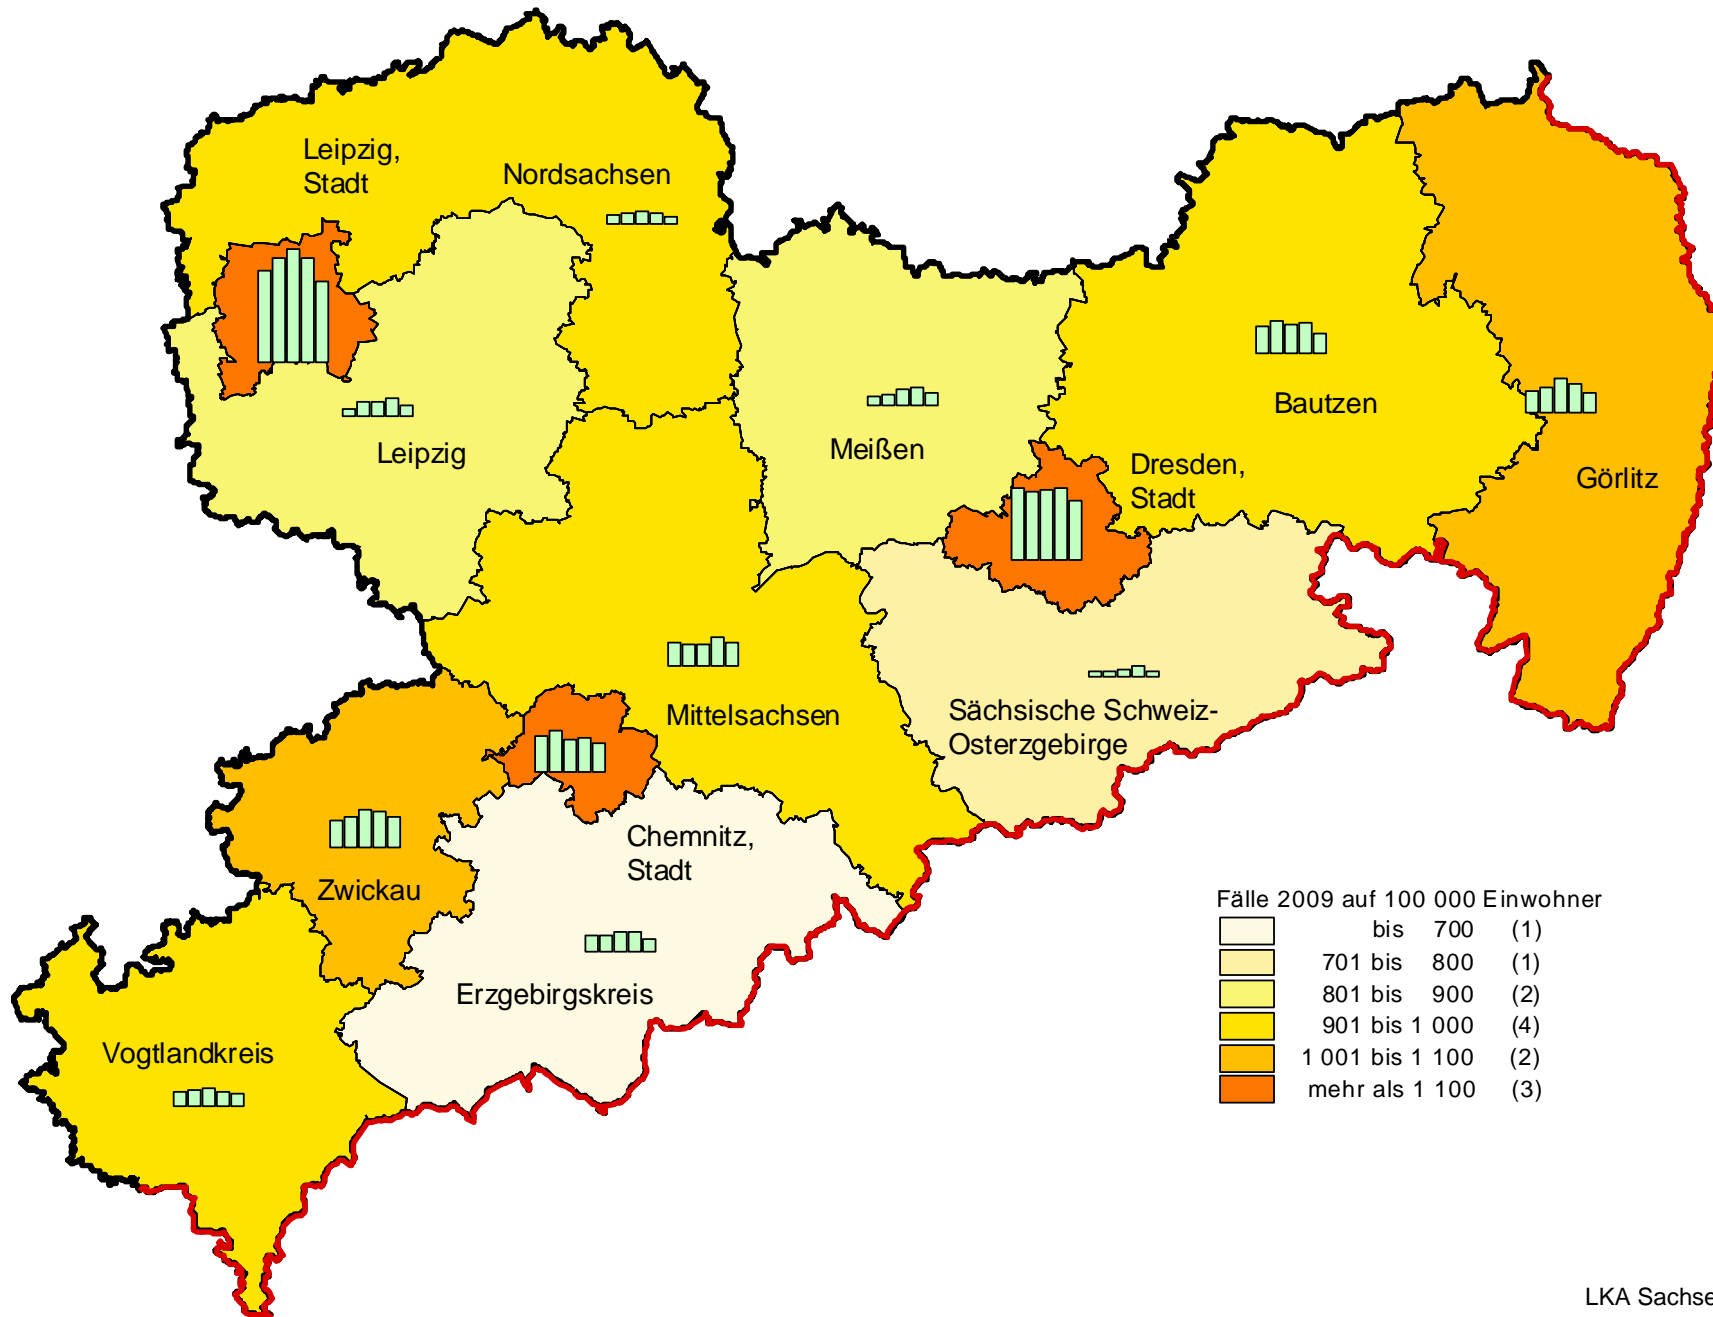 Leipzig,
Stadt
Nordsachsen
Leipzig
Meißen
Bautzen
Dresden,
Stadt
Görlitz
Mittelsachsen
Sächsische Schweiz-
Osterzgebirge
Chemnitz,
Stadt
Zwickau
Erzgebirgskreis
Vogtlandkreis
Fälle 2009 auf 100 000 Einwohner
bis 700 (1)
701 bis 800 (1)
801 bis 900 (2)
901 bis 1 000 (4)
1 001 bis 1 100 (2)
mehr als 1 100 (3)
LKA Sachse